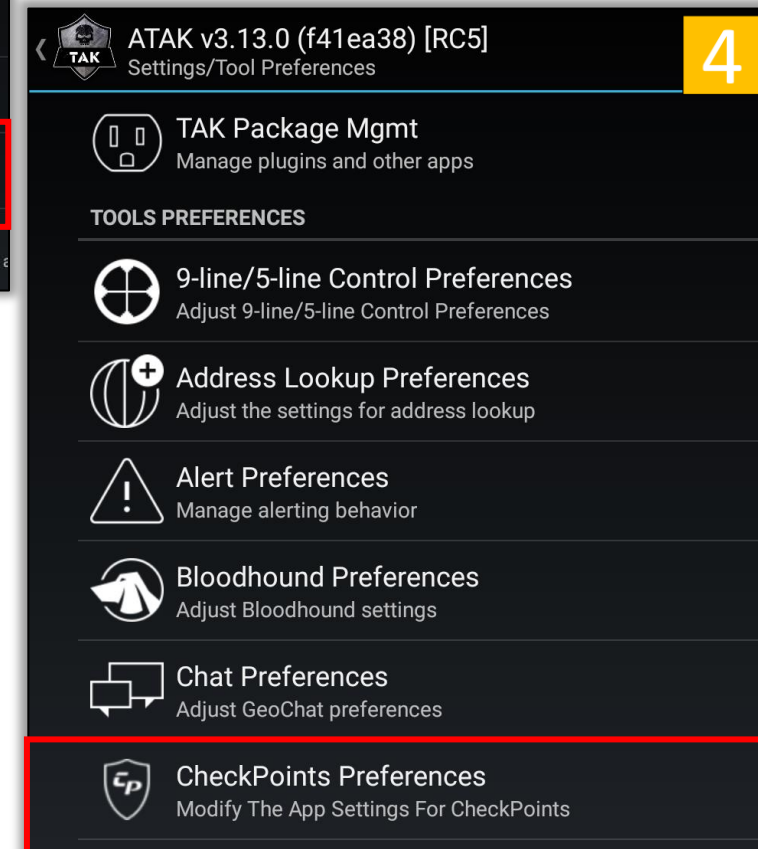 ATAK v3.13.0 (f41ea38) [RC5]
Settings/Tool Preferences
4
TAK
TAK Package Mgmt
Manage plugins and other apps
TOOLS PREFERENCES
9-line/5-line Control Preferences
Adjust 9-line/5-line Control Preferences
Address Lookup Preferences
Adjust the settings for address lookup
Alert Preferences
Manage alerting behavior
Bloodhound Preferences
Adjust Bloodhound settings
Chat Preferences
Adjust GeoChat preferences
CP
CheckPoints Preferences
Modify The App Settings For CheckPoints